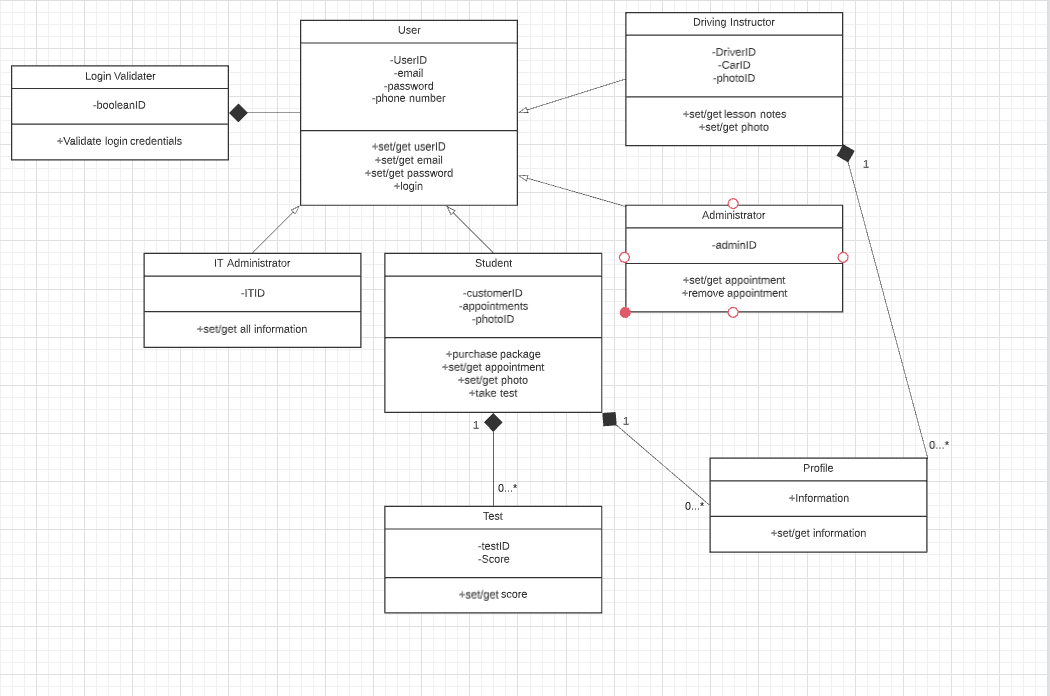 User
-UserID
-email
-password
-phone number
+set/get userID
+set/get email
+set/get password
+login
Driving Instructor
-DriverID
-CarID
-photoID
+set/get lesson notes
+set/get photo
1
Login Validater
-booleanID
+Validate login credentials
Administrator
-adminID
+set/get appointment
+remove appointment
IT Administrator
-ITID
+set/get all information
Student
-customerID
-appointments
-photoID
+purchase package
+set/get appointment
+set/get photo
+take test
1
1
0...*
0...*
0...*
Profile
+Information
+set/get information
Test
-testID
-Score
+set/get score